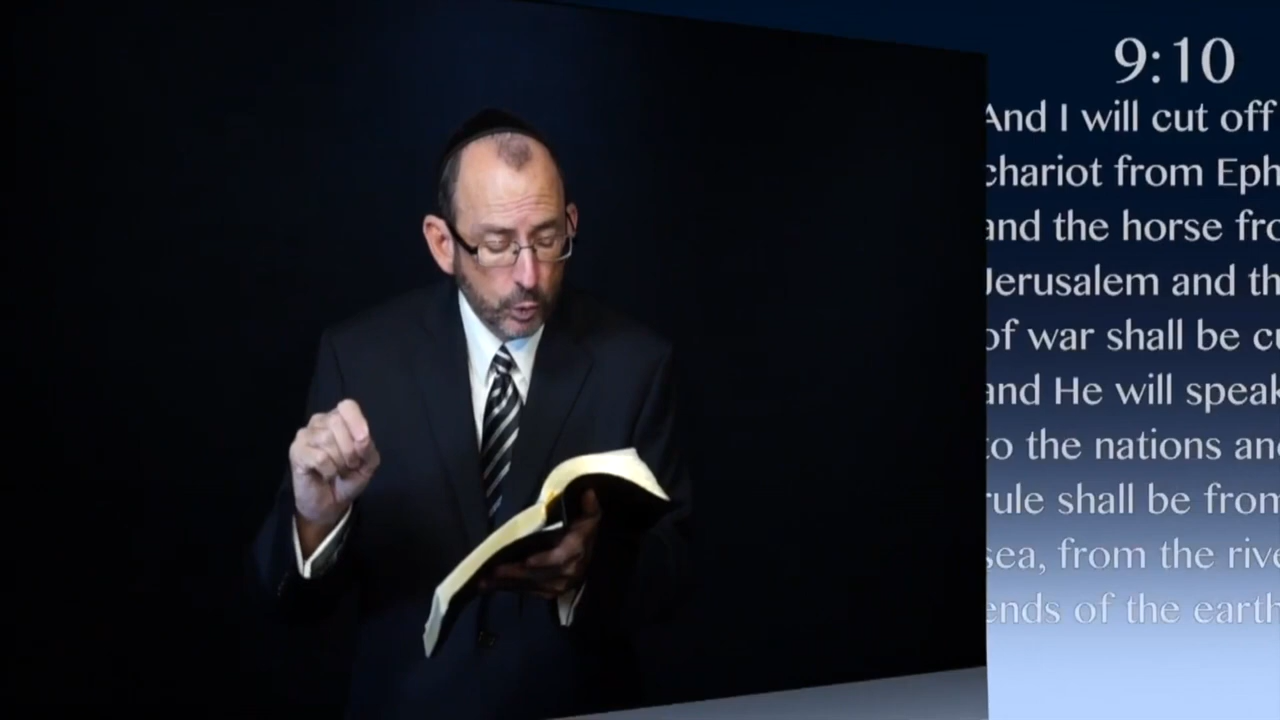 9:10
And I will cut off
chariot from Eph
and the horse fro
Jerusalem and th
of war shall be cu
and He will speak
to the nations and
rule shall be from
sea, from the rive
ends of the earth